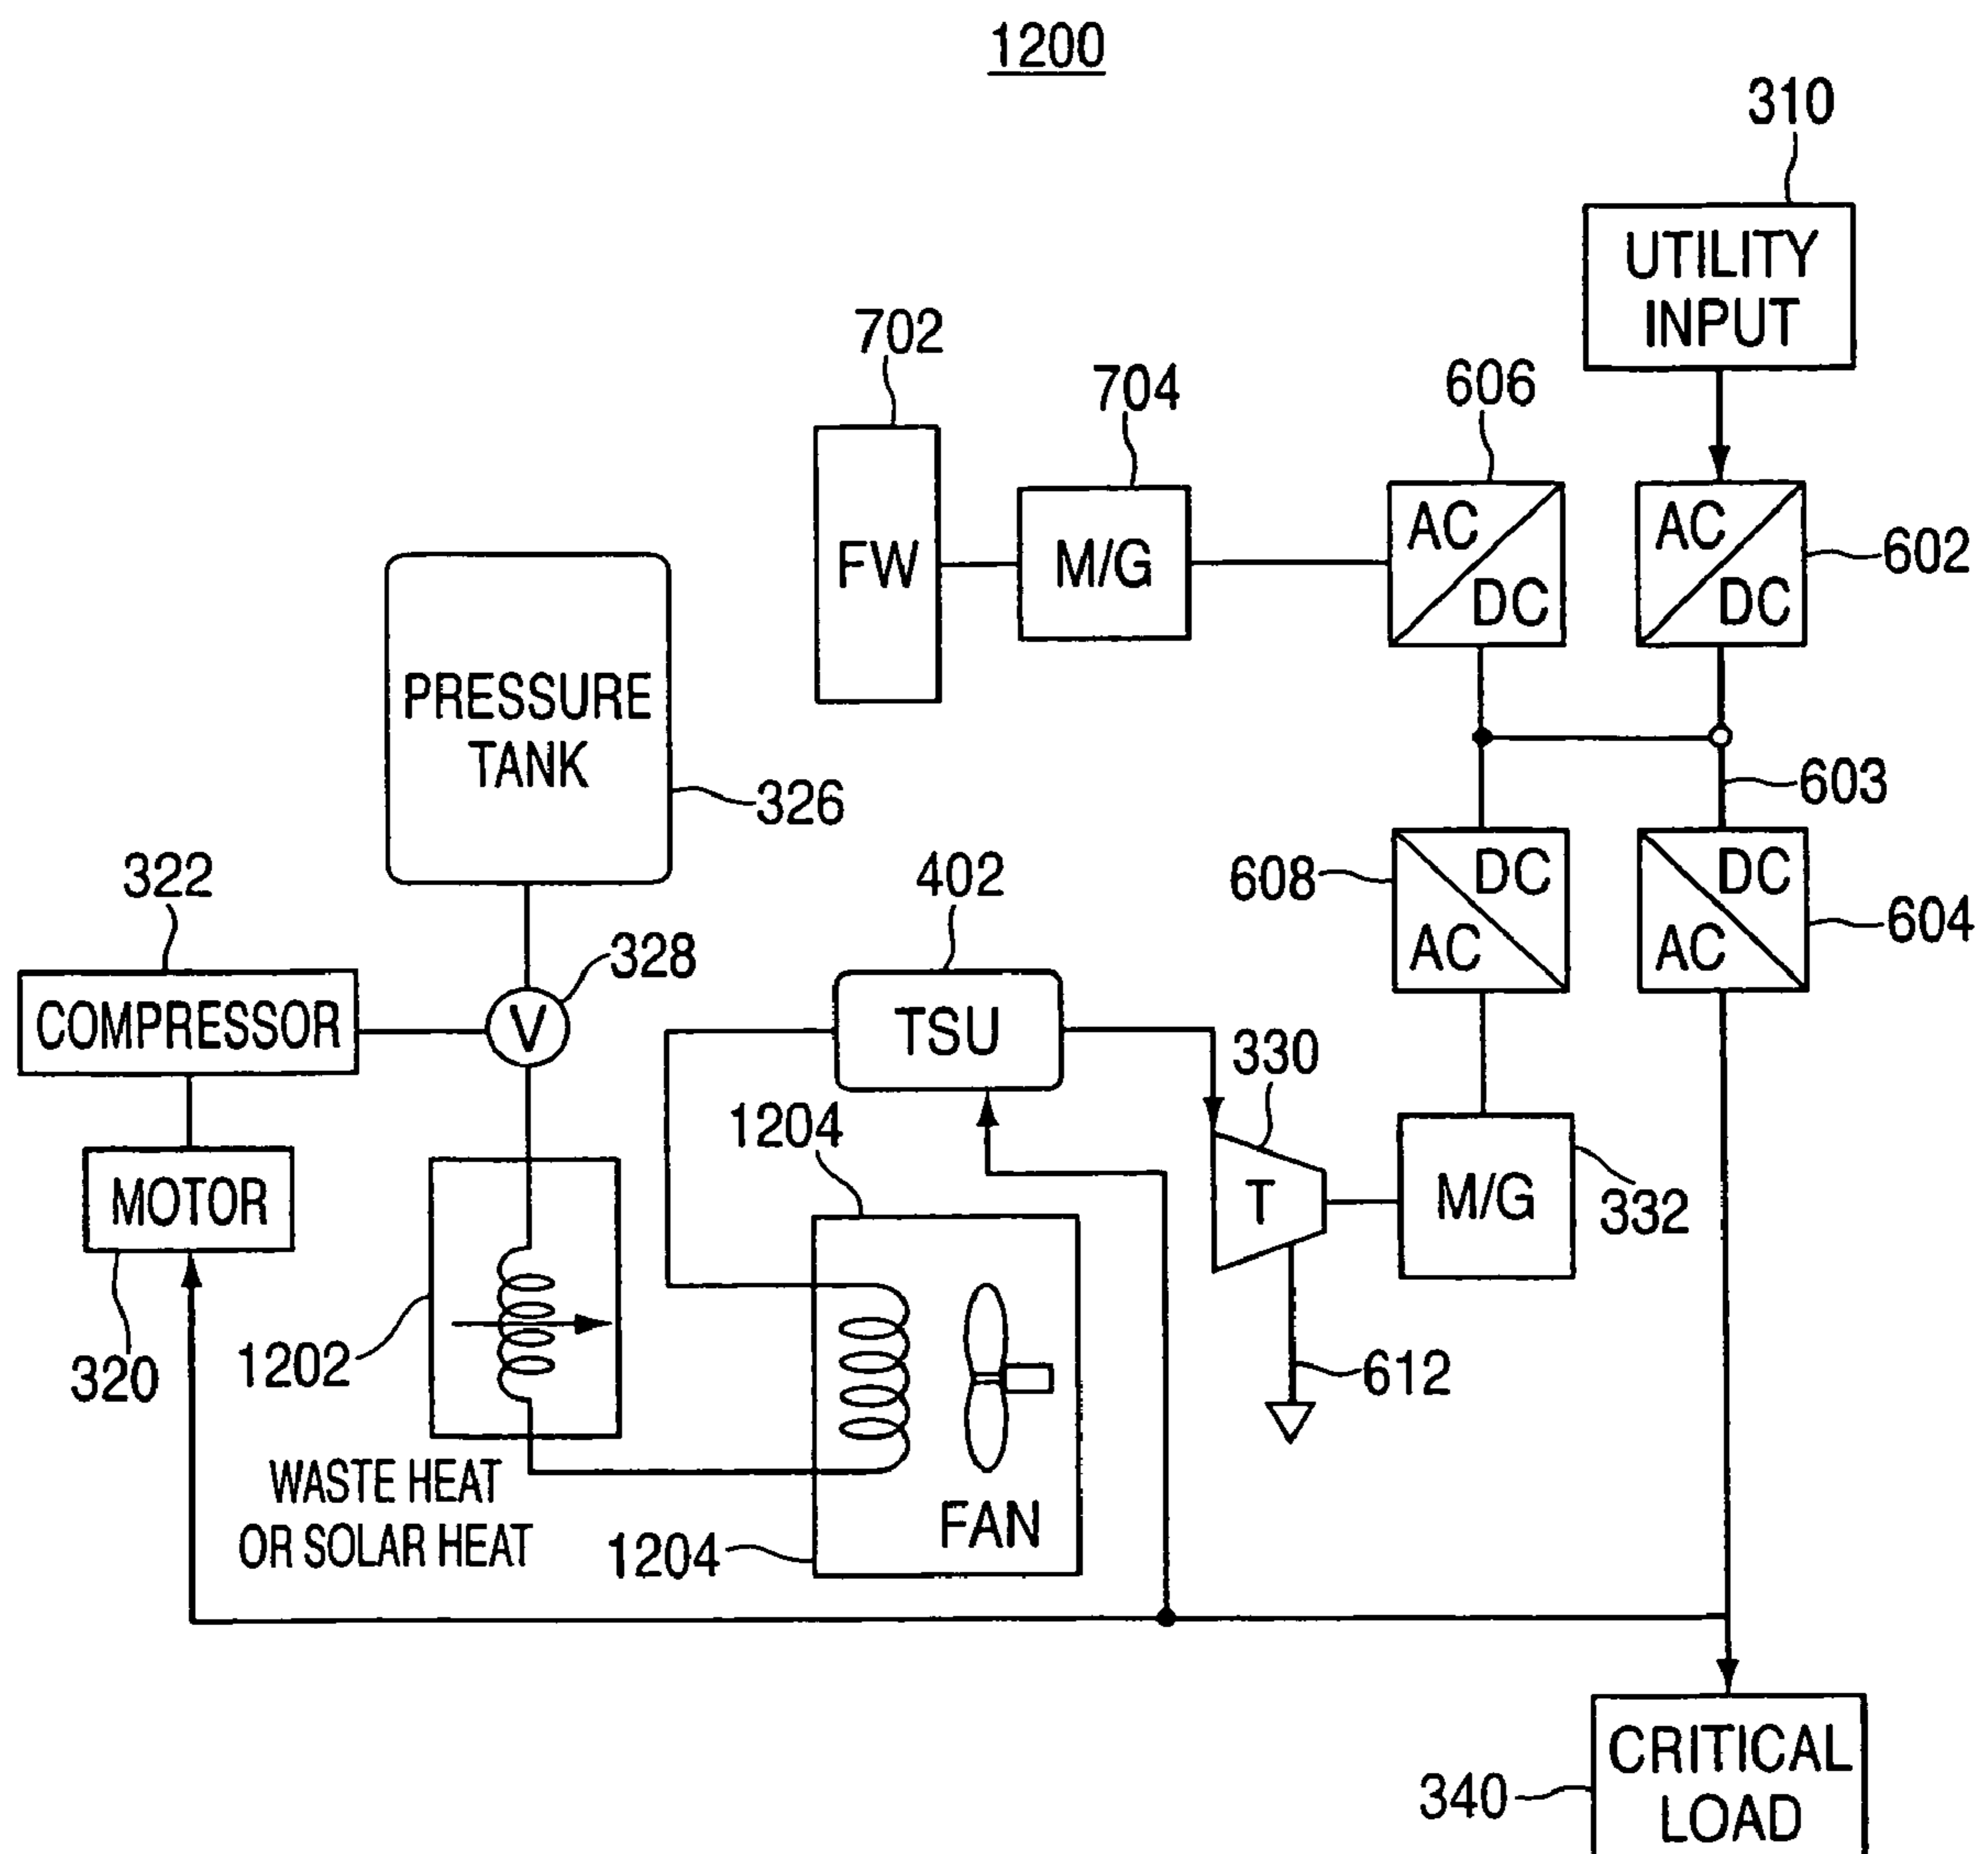 1200
310
UTILITY
INPUT
702
704
606
FW
M/G
AC
DC
AC
DC
602
PRESSURE
TANK
326
603
322
402
608
DC
AC
DC
AC
604
328
COMPRESSOR
V
TSU
330
1204
MOTOR
T
M/G
332
320
1202
612
WASTE HEAT
OR SOLAR HEAT
FAN
1204
CRITICAL
LOAD
340